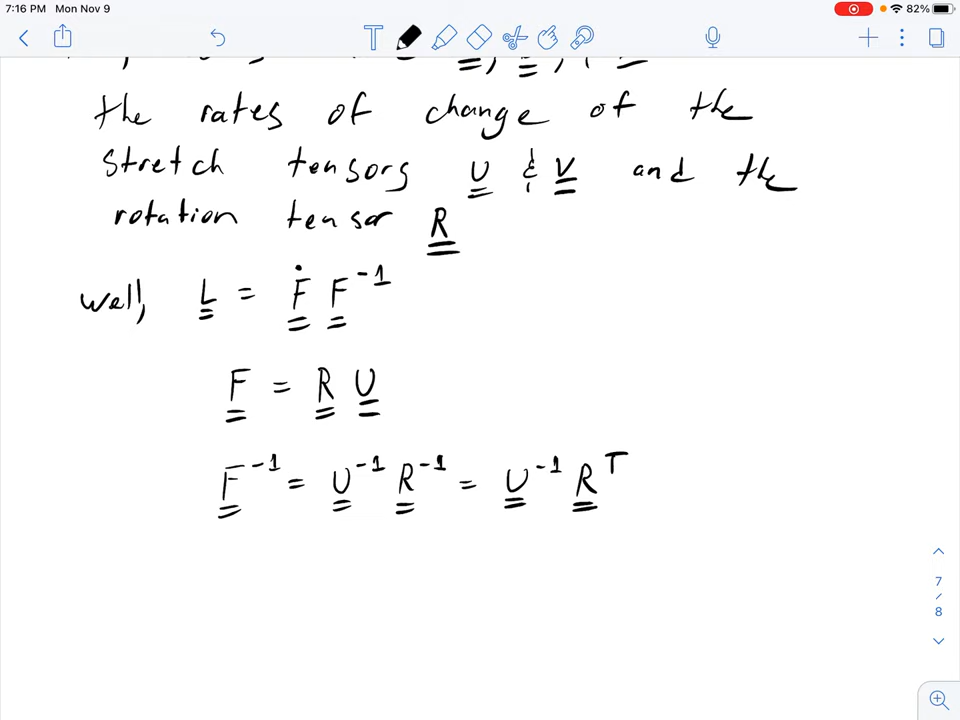 7:16 PM Mon Nov 9
82%
the rates of change of the
stretch tensors U & V and the
rotation tensor R
well, L = Ḟ F⁻¹
F = R U
F⁻¹ = U⁻¹ R⁻¹ = U⁻¹ Rᵀ
7
/
8